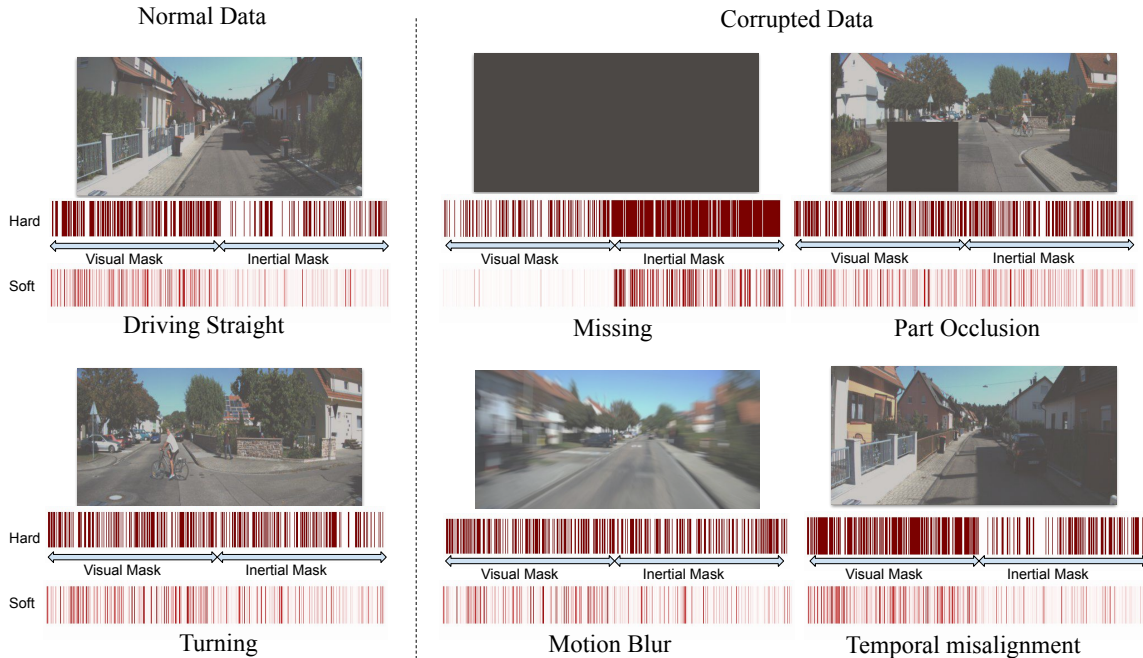 Normal Data
Corrupted Data
Hard
Visual Mask Inertial Mask
Soft
Driving Straight
Visual Mask Inertial Mask
Missing
Visual Mask Inertial Mask
Part Occlusion
Hard
Visual Mask Inertial Mask
Soft
Turning
Visual Mask Inertial Mask
Motion Blur
Visual Mask Inertial Mask
Temporal misalignment